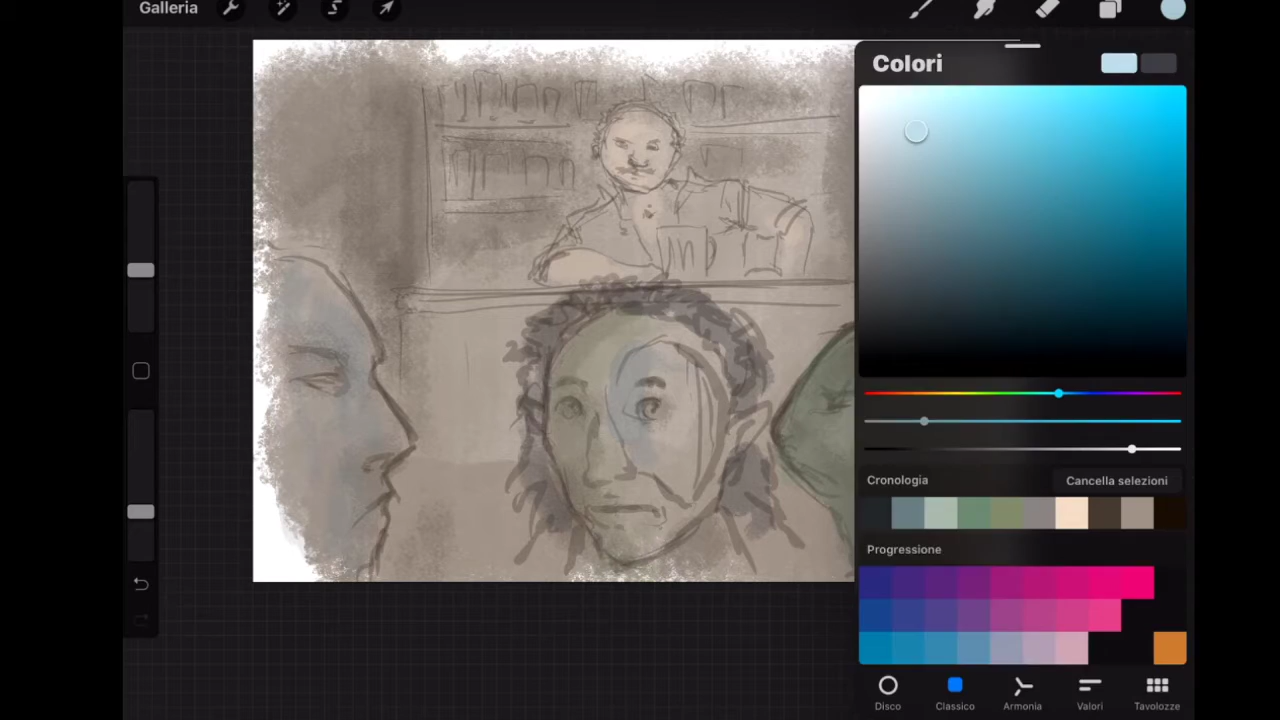 Galleria
Colori
Cronologia
Cancella selezioni
Progressione
Disco
Classico
Armonia
Valori
Tavolozze